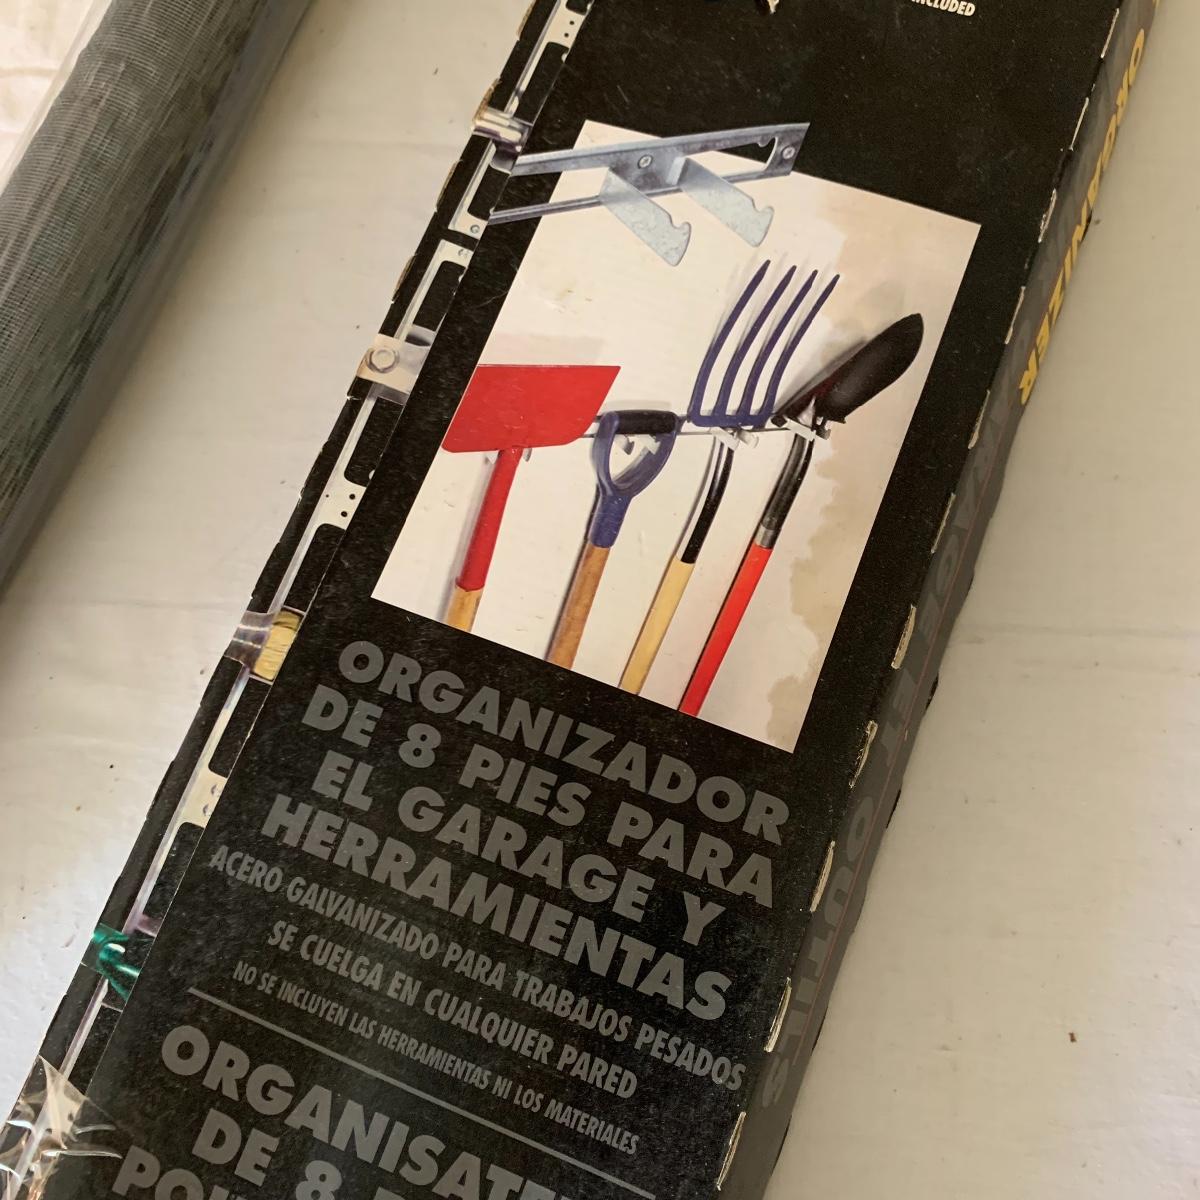 INCLUDED
ORGANIZADOR
DE 8 PIES PARA
EL GARAGE Y
HERRAMIENTAS
ACERO GALVANIZADO PARA TRABAJOS PESADOS
SE CUELGA EN CUALQUIER PARED
NO SE INCLUYEN LAS HERRAMIENTAS NI LOS MATERIALES
DE 8
ORGANIZER